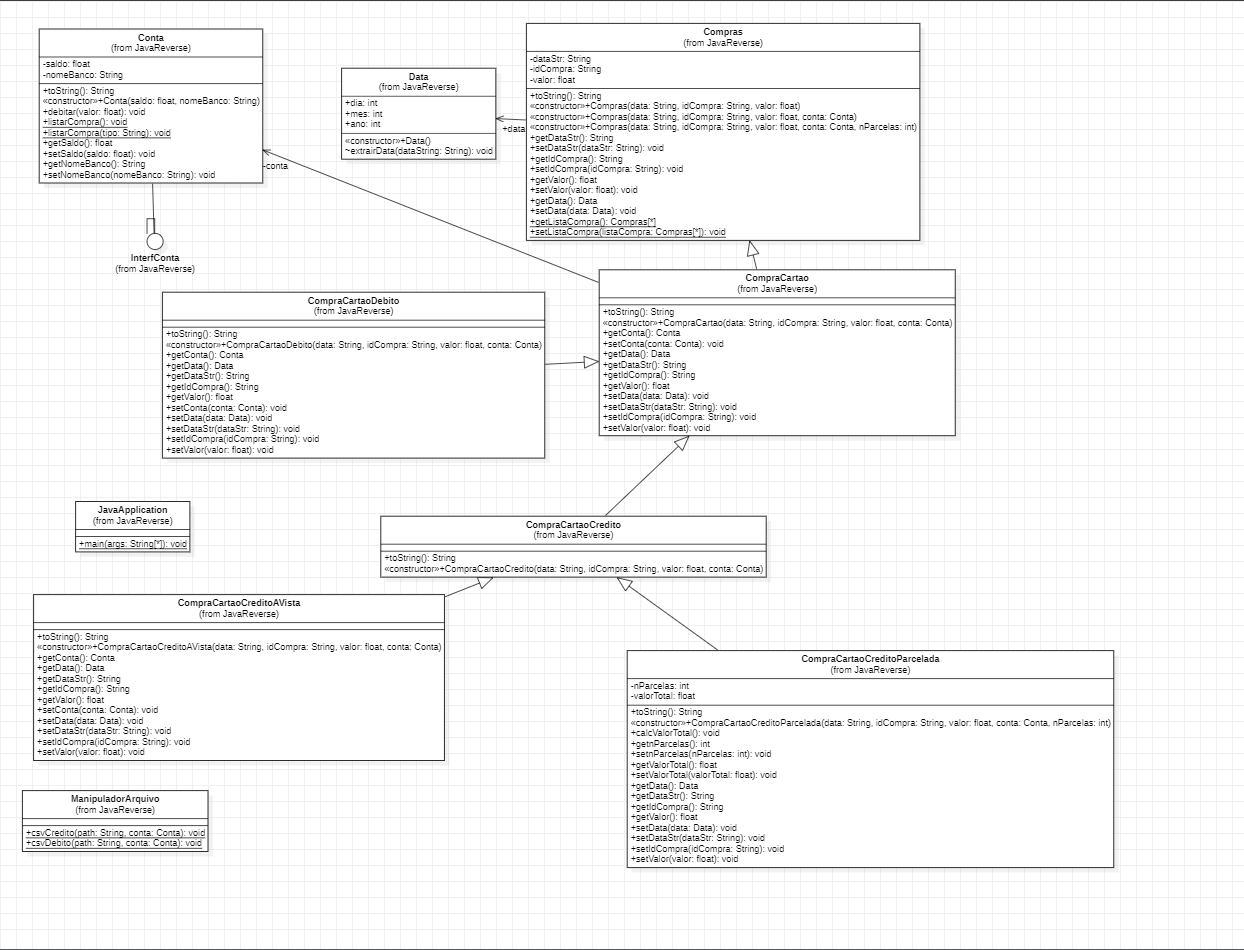 Conta
(from JavaReverse)
-saldo: float
-nomeBanco: String
+toString(): String
«constructor»+Conta(saldo: float, nomeBanco: String)
+debitar(valor: float): void
+listarCompra(): void
+listarCompra(tipo: String): void
+getSaldo(): float
+setSaldo(saldo: float): void
+getNomeBanco(): String
+setNomeBanco(nomeBanco: String): void
-conta
InterfConta
(from JavaReverse)
Data
(from JavaReverse)
+dia: int
+mes: int
+ano: int
«constructor»+Data()
~extrairData(dataString: String): void
+data
Compras
(from JavaReverse)
-dataStr: String
-idCompra: String
-valor: float
+toString(): String
«constructor»+Compras(data: String, idCompra: String, valor: float)
«constructor»+Compras(data: String, idCompra: String, valor: float, conta: Conta)
«constructor»+Compras(data: String, idCompra: String, valor: float, conta: Conta, nParcelas: int)
+getDataStr(): String
+setDataStr(dataStr: String): void
+getIdCompra(): String
+setIdCompra(idCompra: String): void
+getValor(): float
+setValor(valor: float): void
+getData(): Data
+setData(data: Data): void
+getListaCompra(): Compras[*]
+setListaCompra(listaCompra: Compras[*]): void
CompraCartao
(from JavaReverse)
+toString(): String
«constructor»+CompraCartao(data: String, idCompra: String, valor: float, conta: Conta)
+getConta(): Conta
+setConta(conta: Conta): void
+getData(): Data
+getDataStr(): String
+getIdCompra(): String
+getValor(): float
+setData(data: Data): void
+setDataStr(dataStr: String): void
+setIdCompra(idCompra: String): void
+setValor(valor: float): void
CompraCartaoDebito
(from JavaReverse)
+toString(): String
«constructor»+CompraCartaoDebito(data: String, idCompra: String, valor: float, conta: Conta)
+getConta(): Conta
+getData(): Data
+getDataStr(): String
+getIdCompra(): String
+getValor(): float
+setConta(conta: Conta): void
+setData(data: Data): void
+setDataStr(dataStr: String): void
+setIdCompra(idCompra: String): void
+setValor(valor: float): void
JavaApplication
(from JavaReverse)
+main(args: String[*]): void
CompraCartaoCredito
(from JavaReverse)
+toString(): String
«constructor»+CompraCartaoCredito(data: String, idCompra: String, valor: float, conta: Conta)
CompraCartaoCreditoAVista
(from JavaReverse)
+toString(): String
«constructor»+CompraCartaoCreditoAVista(data: String, idCompra: String, valor: float, conta: Conta)
+getConta(): Conta
+getData(): Data
+getDataStr(): String
+getIdCompra(): String
+getValor(): float
+setConta(conta: Conta): void
+setData(data: Data): void
+setDataStr(dataStr: String): void
+setIdCompra(idCompra: String): void
+setValor(valor: float): void
CompraCartaoCreditoParcelada
(from JavaReverse)
-nParcelas: int
-valorTotal: float
+toString(): String
«constructor»+CompraCartaoCreditoParcelada(data: String, idCompra: String, valor: float, conta: Conta, nParcelas: int)
+calcValorTotal(): void
+getnParcelas(): int
+setnParcelas(nParcelas: int): void
+getValorTotal(): float
+setValorTotal(valorTotal: float): void
+getData(): Data
+getDataStr(): String
+getIdCompra(): String
+getValor(): float
+setData(data: Data): void
+setDataStr(dataStr: String): void
+setIdCompra(idCompra: String): void
+setValor(valor: float): void
ManipuladorArquivo
(from JavaReverse)
+csvCredito(path: String, conta: Conta): void
+csvDebito(path: String, conta: Conta): void